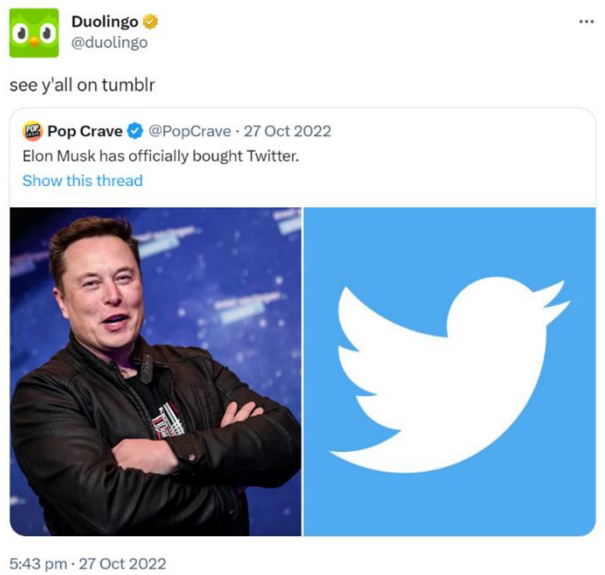 Duolingo
@duolingo
see y'all on tumblr
POP
Pop Crave @PopCrave · 27 Oct 2022
Elon Musk has officially bought Twitter.
Show this thread
5:43 pm · 27 Oct 2022